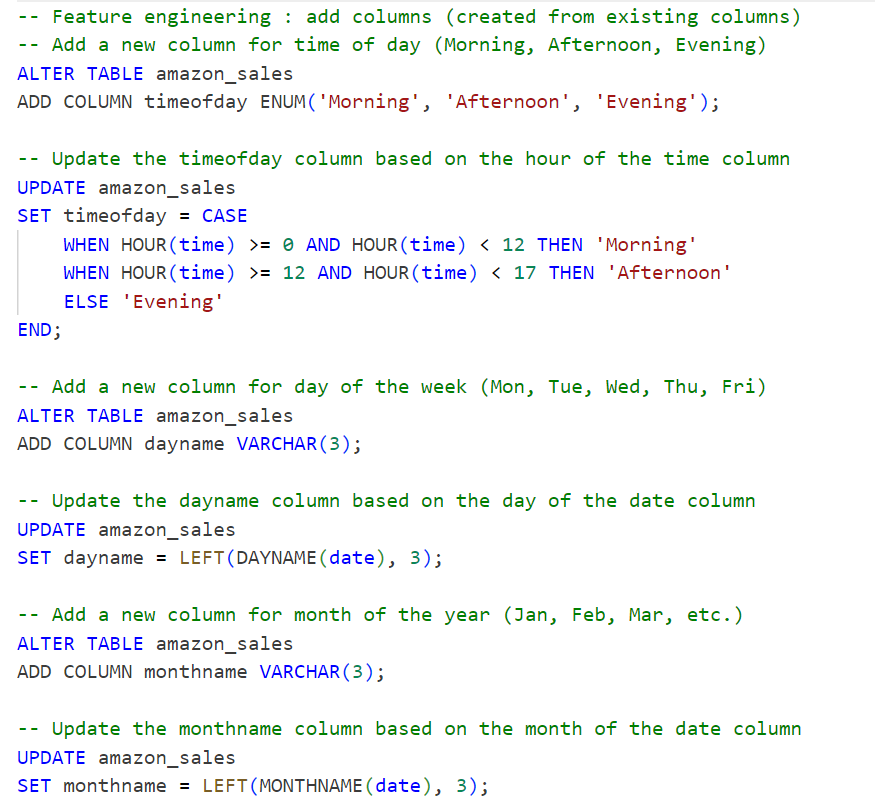 -- Feature engineering : add columns (created from existing columns)
-- Add a new column for time of day (Morning, Afternoon, Evening)
ALTER TABLE amazon_sales
ADD COLUMN timeofday ENUM('Morning', 'Afternoon', 'Evening');

-- Update the timeofday column based on the hour of the time column
UPDATE amazon_sales
SET timeofday = CASE
    WHEN HOUR(time) >= 0 AND HOUR(time) < 12 THEN 'Morning'
    WHEN HOUR(time) >= 12 AND HOUR(time) < 17 THEN 'Afternoon'
    ELSE 'Evening'
END;

-- Add a new column for day of the week (Mon, Tue, Wed, Thu, Fri)
ALTER TABLE amazon_sales
ADD COLUMN dayname VARCHAR(3);

-- Update the dayname column based on the day of the date column
UPDATE amazon_sales
SET dayname = LEFT(DAYNAME(date), 3);

-- Add a new column for month of the year (Jan, Feb, Mar, etc.)
ALTER TABLE amazon_sales
ADD COLUMN monthname VARCHAR(3);

-- Update the monthname column based on the month of the date column
UPDATE amazon_sales
SET monthname = LEFT(MONTHNAME(date), 3);